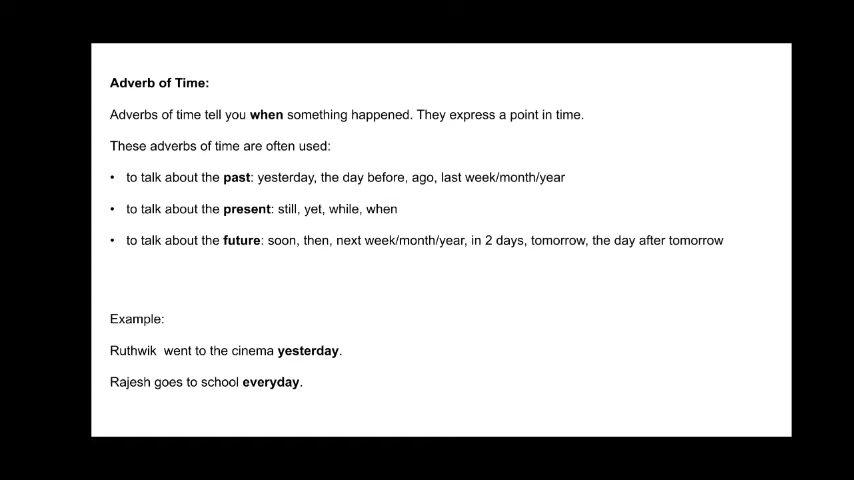 Adverb of Time:
Adverbs of time tell you when something happened. They express a point in time.
These adverbs of time are often used:
• to talk about the past: yesterday, the day before, ago, last week/month/year
• to talk about the present: still, yet, while, when
• to talk about the future: soon, then, next week/month/year, in 2 days, tomorrow, the day after tomorrow
Example:
Ruthwik  went to the cinema yesterday.
Rajesh goes to school everyday.